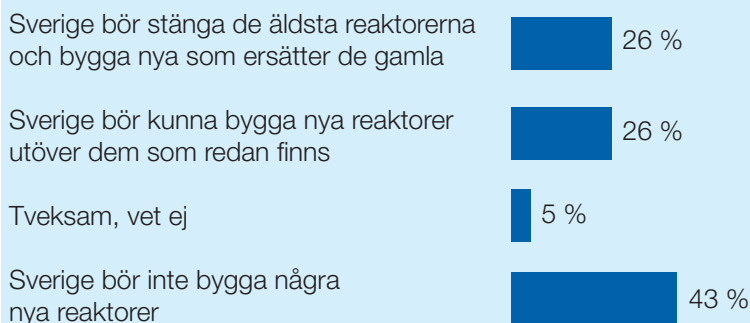 Sverige bör stänga de äldsta reaktorerna
och bygga nya som ersätter de gamla
26 %
Sverige bör kunna bygga nya reaktorer
utöver dem som redan finns
26 %
Tveksam, vet ej
5 %
Sverige bör inte bygga några
nya reaktorer
43 %